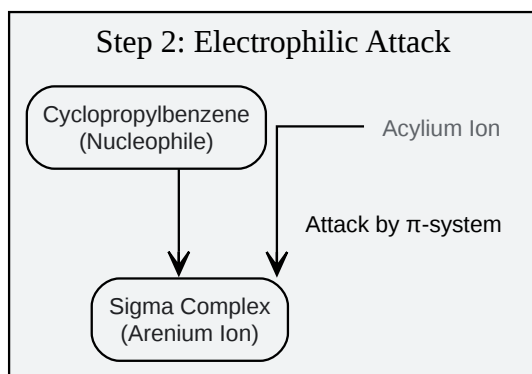 Step 2: Electrophilic Attack
Cyclopropylbenzene
(Nucleophile)
Acylium Ion
Attack by π-system
Sigma Complex
(Arenium Ion)